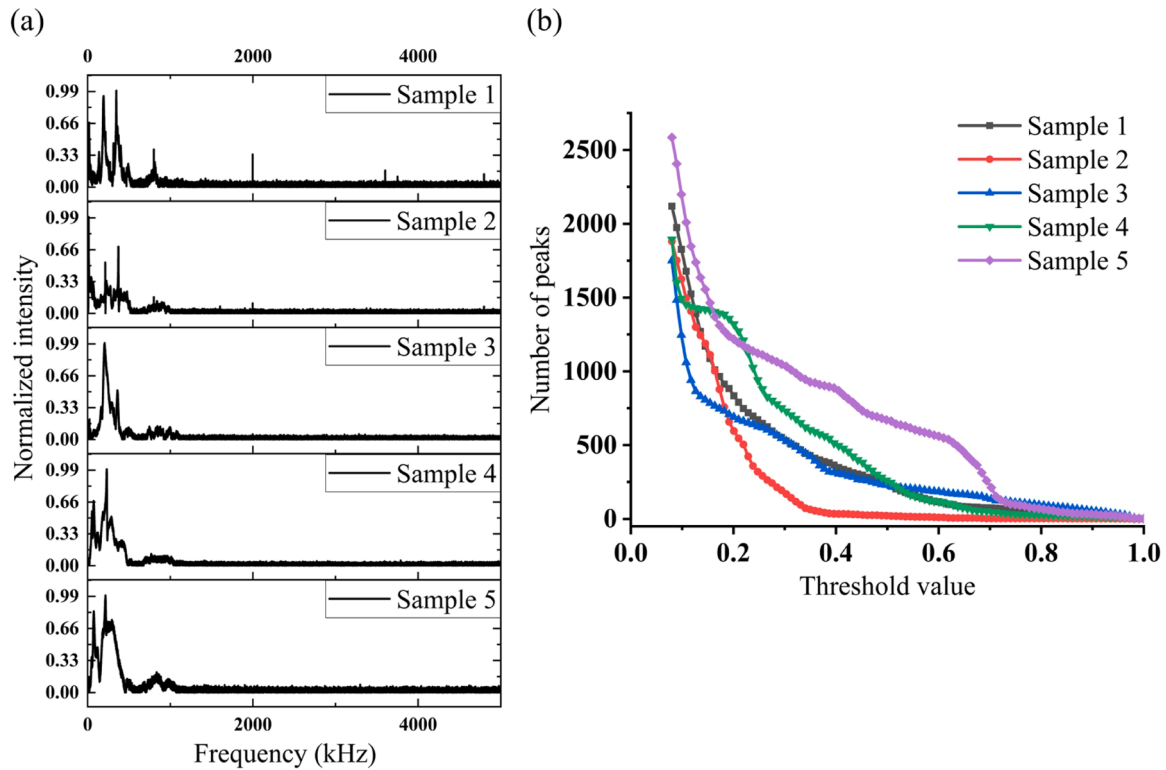 (a)
0 2000 4000
0.99
0.66
0.33
0.00
Sample 1
0.99
0.66
0.33
0.00
Sample 2
0.99
0.66
0.33
0.00
Sample 3
0.99
0.66
0.33
0.00
Sample 4
0.99
0.66
0.33
0.00
Sample 5
0 2000 4000
Normalized intensity
Frequency (kHz)
(b)
Sample 1
Sample 2
Sample 3
Sample 4
Sample 5
2500
2000
1500
1000
500
0
0.0 0.2 0.4 0.6 0.8 1.0
Number of peaks
Threshold value